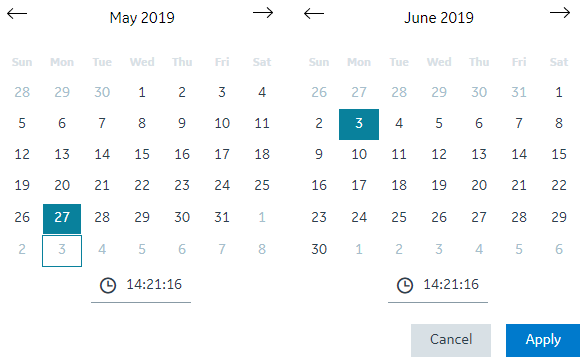 May 2019
Sun Mon Tue Wed Thu Fri Sat
28 29 30 1 2 3 4
5 6 7 8 9 10 11
12 13 14 15 16 17 18
19 20 21 22 23 24 25
26 27 28 29 30 31 1
2 3 4 5 6 7 8
14:21:16
June 2019
Sun Mon Tue Wed Thu Fri Sat
26 27 28 29 30 31 1
2 3 4 5 6 7 8
9 10 11 12 13 14 15
16 17 18 19 20 21 22
23 24 25 26 27 28 29
30 1 2 3 4 5 6
14:21:16
Cancel Apply